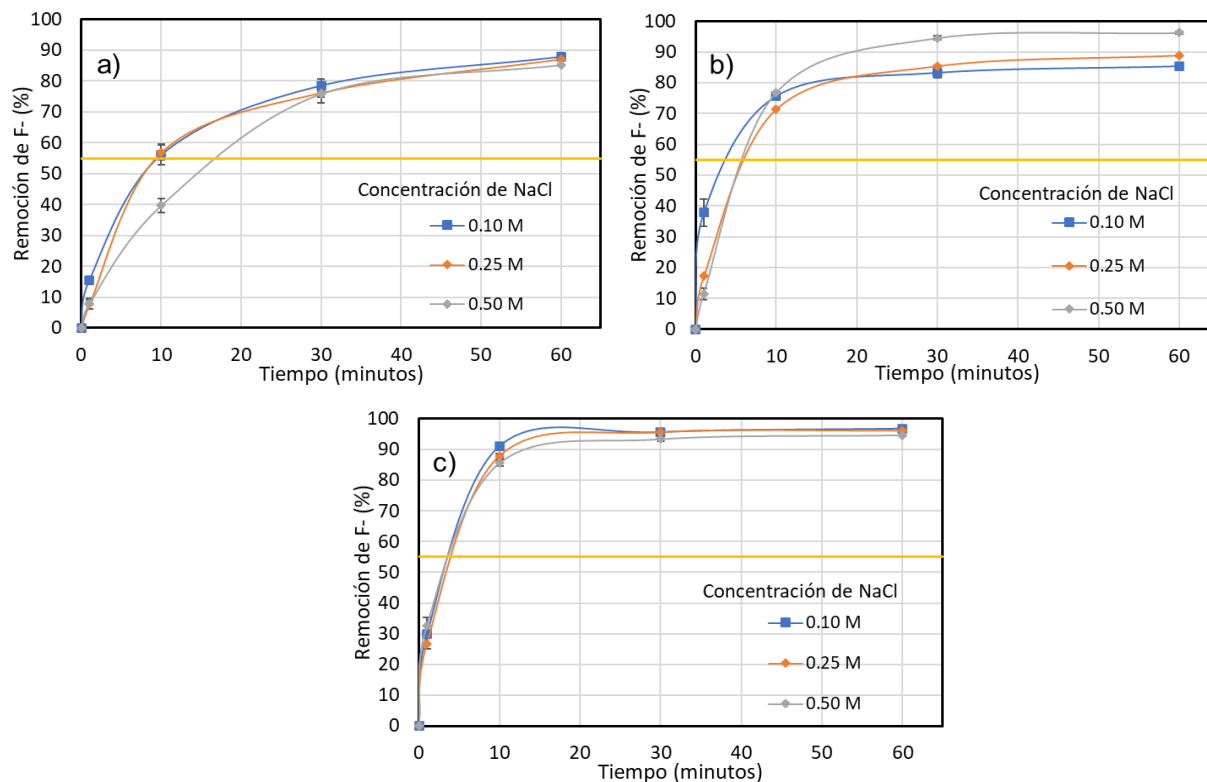 a)
Remoción de F- (%)
100
90
80
70
60
50
40
30
20
10
0
Concentración de NaCl
0.10 M
0.25 M
0.50 M
0 10 20 30 40 50 60
Tiempo (minutos)
b)
Remoción de F- (%)
100
90
80
70
60
50
40
30
20
10
0
Concentración de NaCl
0.10 M
0.25 M
0.50 M
0 10 20 30 40 50 60
Tiempo (minutos)
c)
Remoción de F- (%)
100
90
80
70
60
50
40
30
20
10
0
Concentración de NaCl
0.10 M
0.25 M
0.50 M
0 10 20 30 40 50 60
Tiempo (minutos)